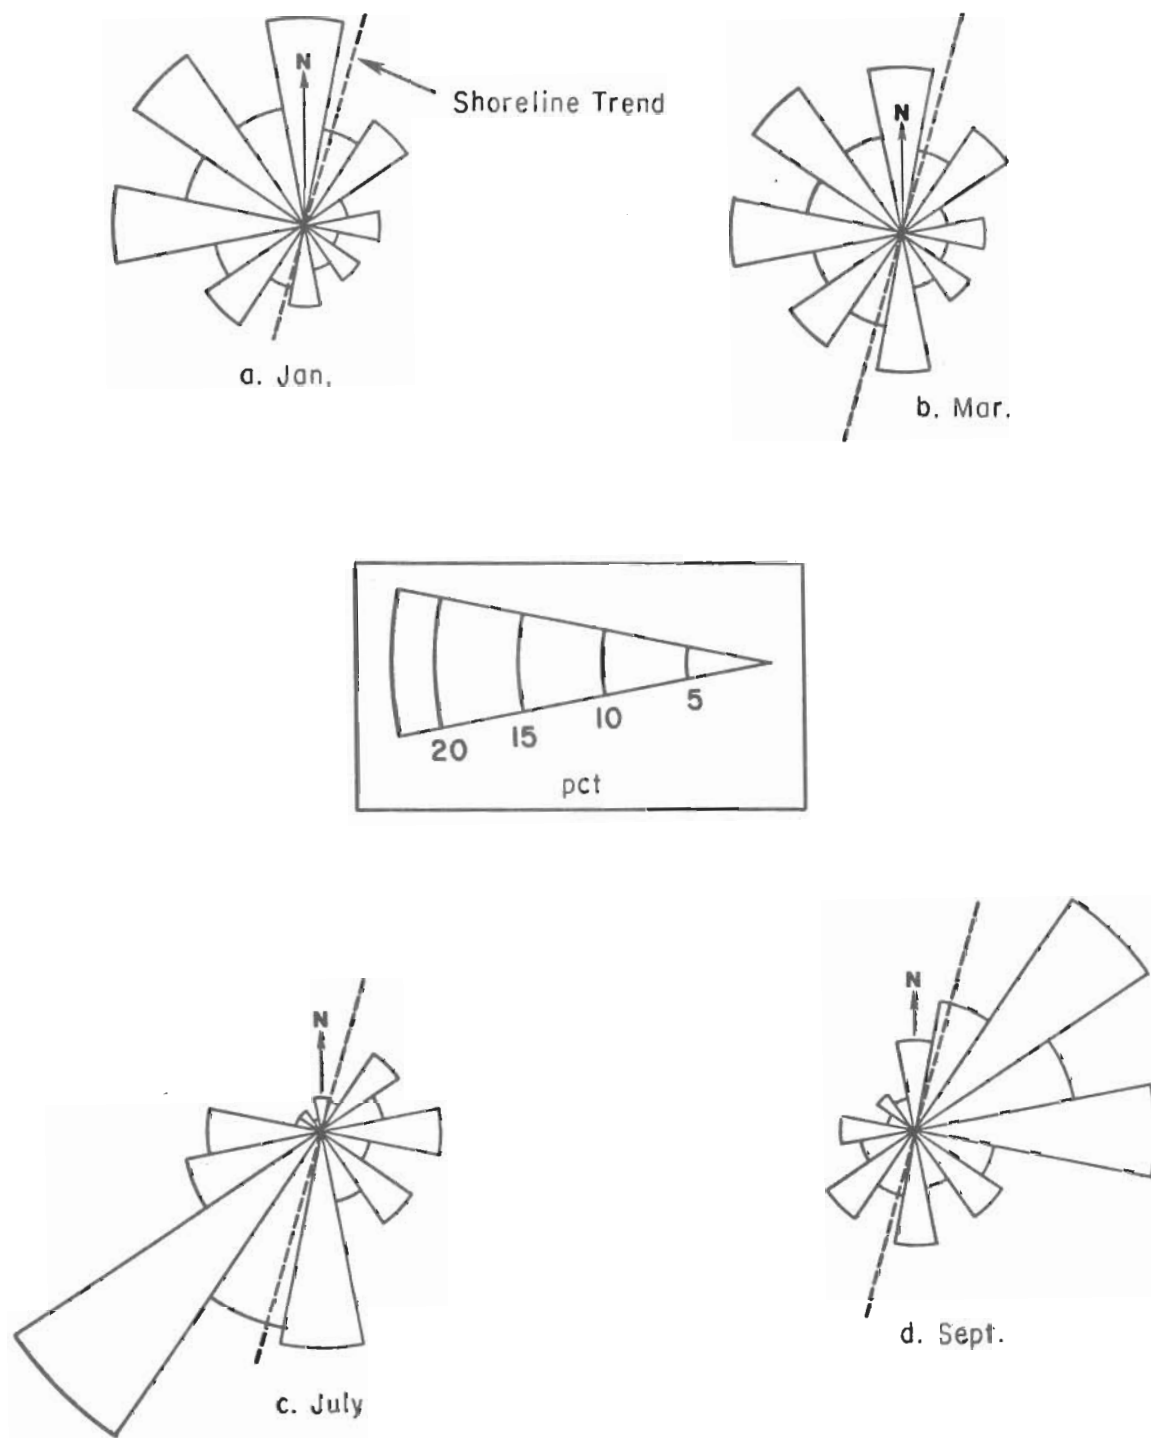 N
Shoreline Trend
a. Jan.
N
b. Mar.
5
10
15
20
pct
N
c. July
N
d. Sept.